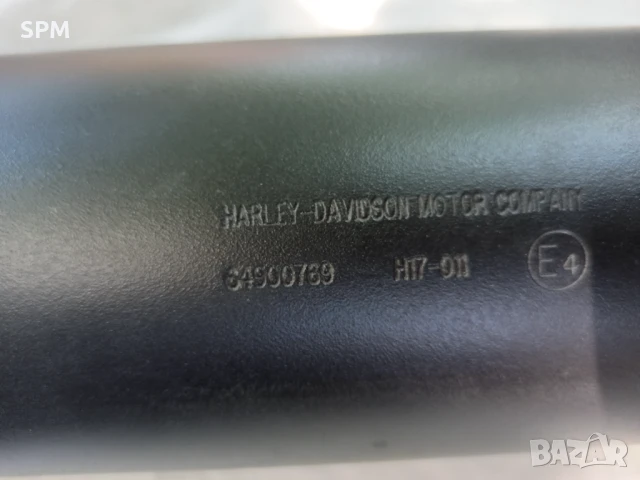 SPM
HARLEY-DAVIDSON MOTOR COMPANY
64900769 H17-011 E4
bazar